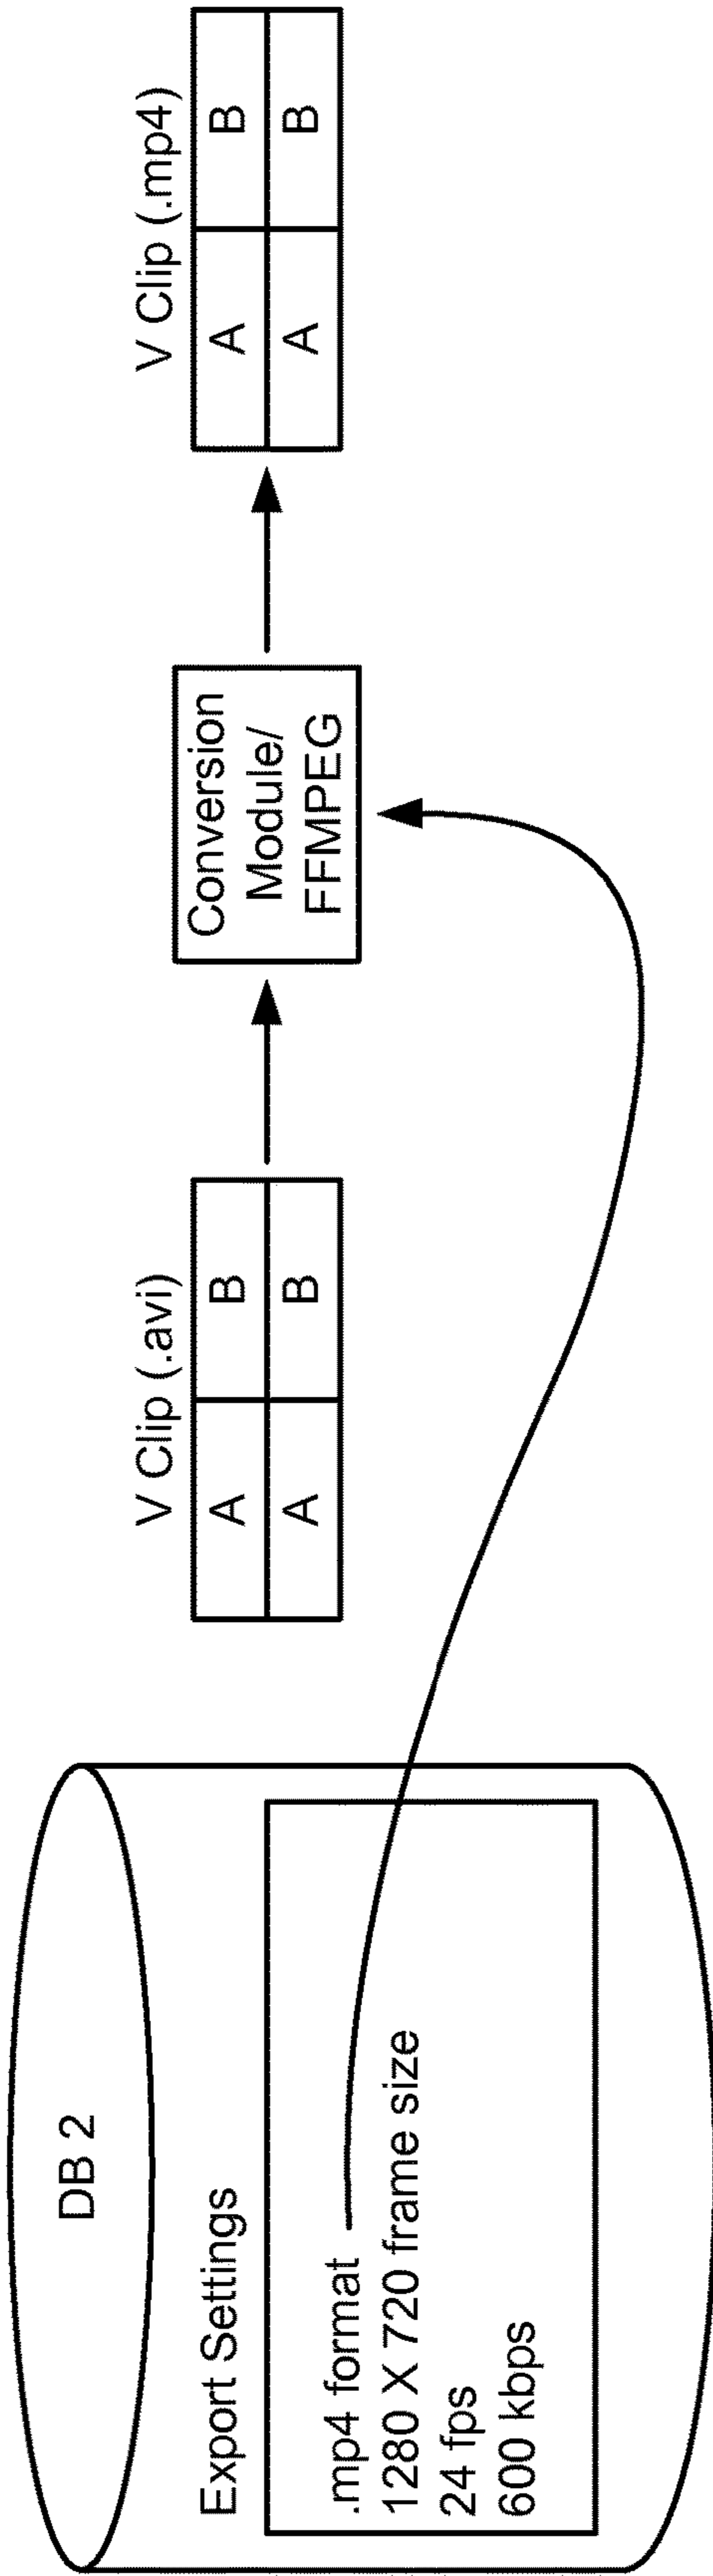 DB 2
Export Settings
.mp4 format
1280 X 720 frame size
24 fps
600 kbps
V Clip (.avi)
A B
A B
Conversion
Module/
FFMPEG
V Clip (.mp4)
A B
A B